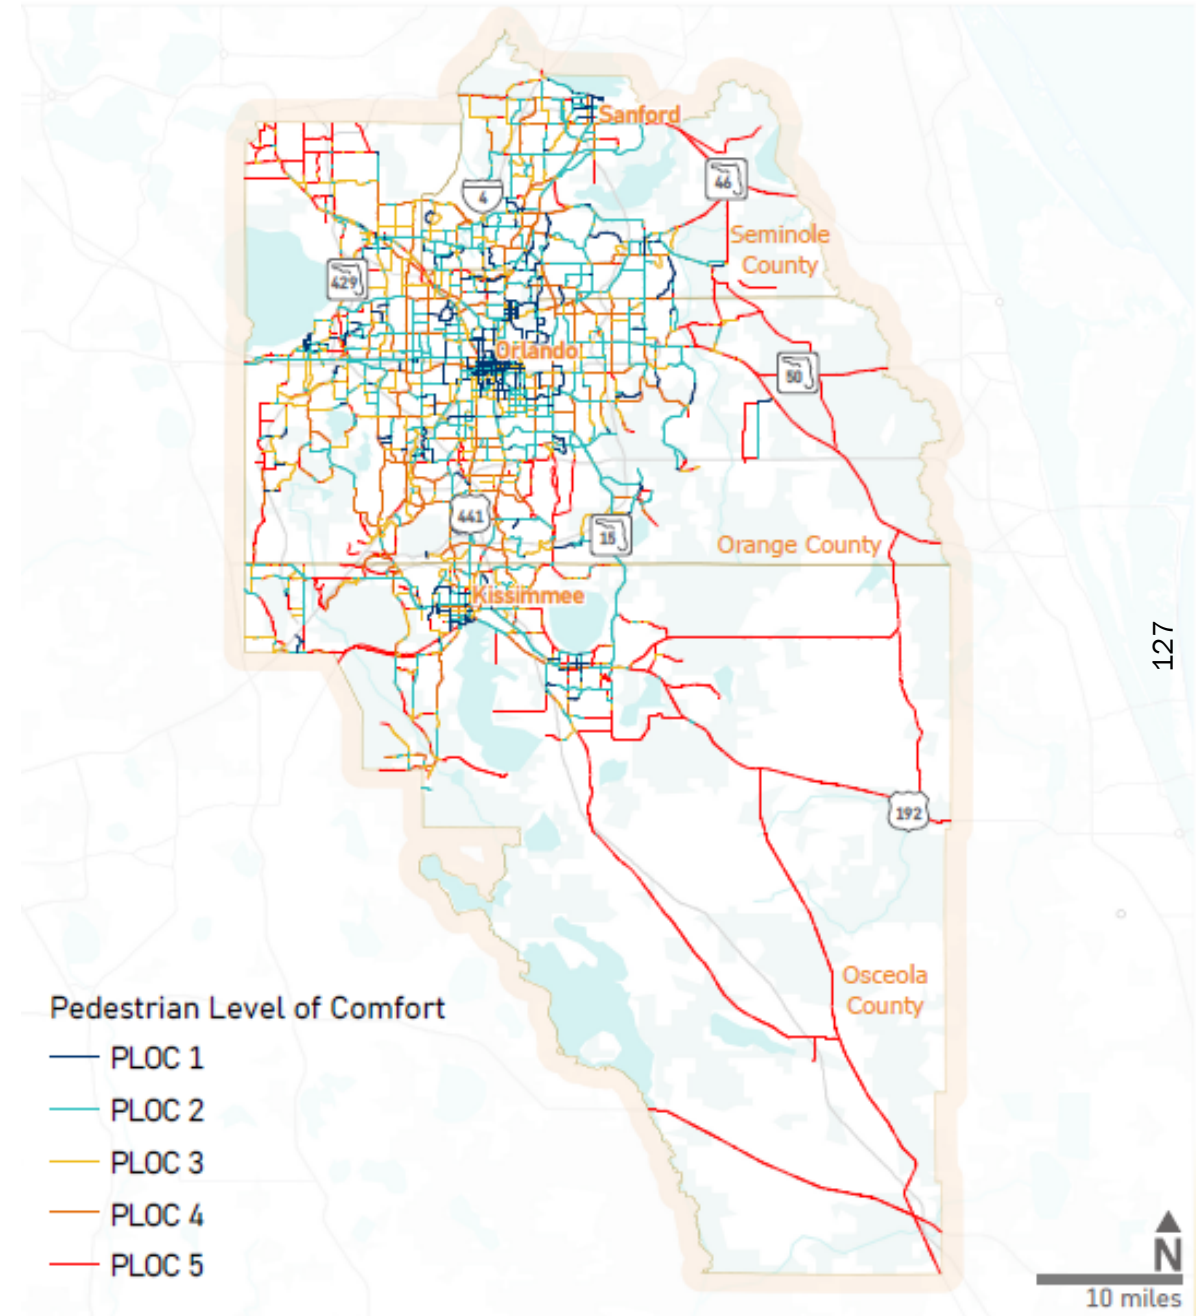 Sanford
4
46
Seminole
County
429
Orlando
50
441
15
Orange County
Kissimmee
127
192
Osceola
County
Pedestrian Level of Comfort
PLOC 1
PLOC 2
PLOC 3
PLOC 4
PLOC 5
N
10 miles